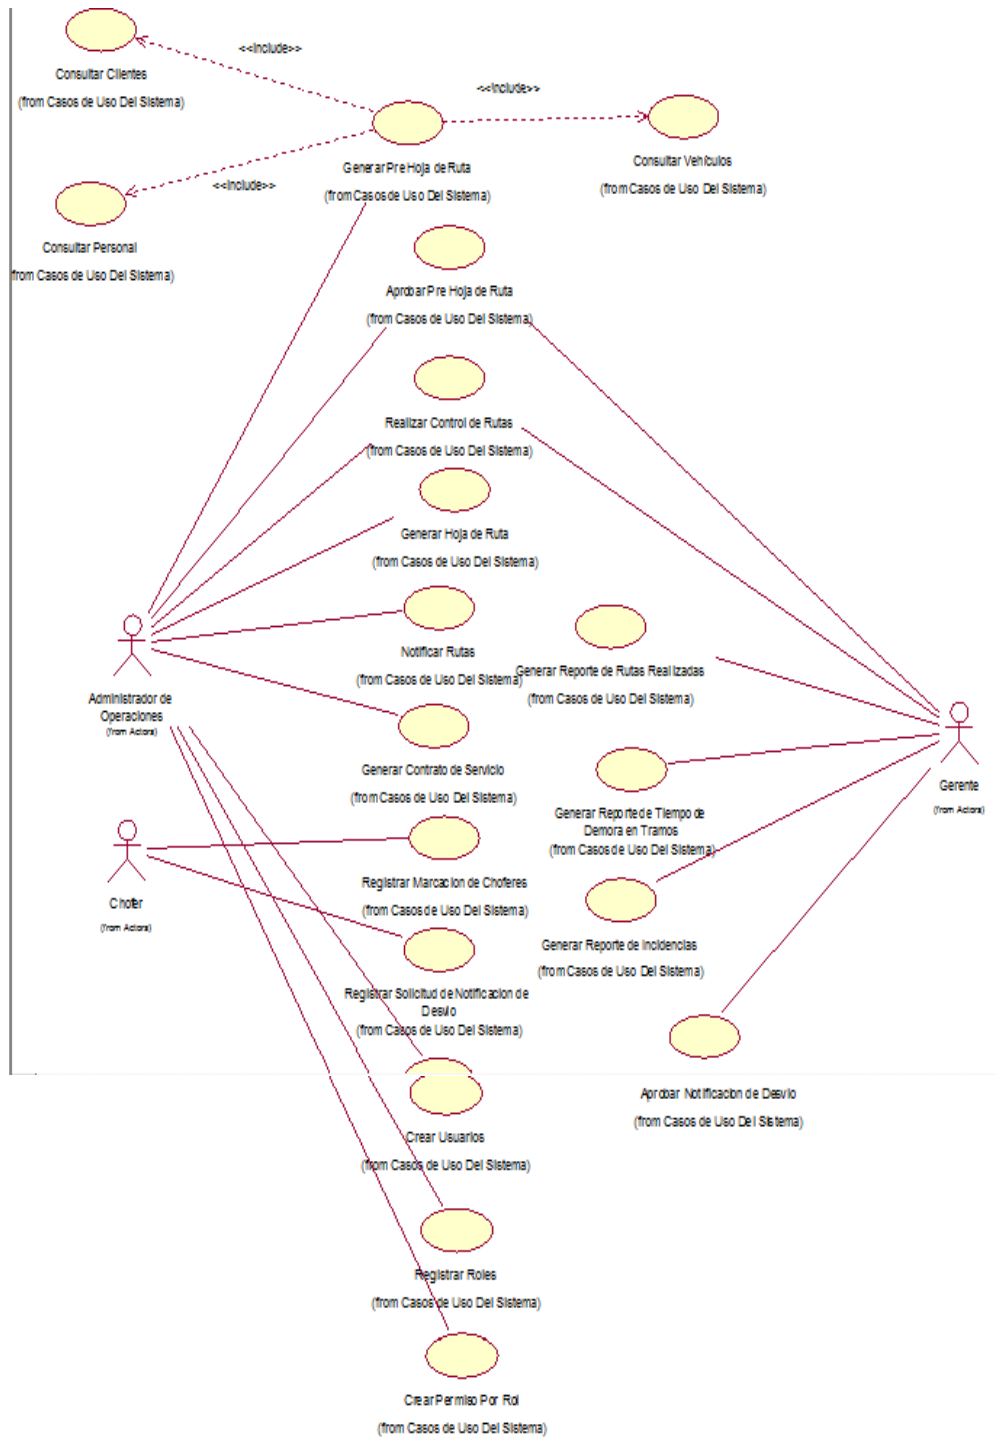 <<include>>
Consultar Clientes
(from Casos de Uso Del Sistema)
<<include>>
Generar Pre Hoja de Ruta
(from Casos de Uso Del Sistema)
Consultar Vehículos
(from Casos de Uso Del Sistema)
<<include>>
Consultar Personal
from Casos de Uso Del Sistema)
Aprobar Pre Hoja de Ruta
(from Casos de Uso Del Sistema)
Realizar Control de Rutas
(from Casos de Uso Del Sistema)
Generar Hoja de Ruta
(from Casos de Uso Del Sistema)
Notificar Rutas
(from Casos de Uso Del Sistema)
Generar Reporte de Rutas Realizadas
(from Casos de Uso Del Sistema)
Administrador de
Operaciones
(from Actors)
Generar Contrato de Servicio
(from Casos de Uso Del Sistema)
Gerente
(from Actors)
Generar Reporte de Tiempo de
Demora en Tramos
(from Casos de Uso Del Sistema)
Chofer
(from Actors)
Registrar Marcacion de Choferes
(from Casos de Uso Del Sistema)
Generar Reporte de Incidencias
(from Casos de Uso Del Sistema)
Registrar Solicitud de Notificacion de
Desvio
(from Casos de Uso Del Sistema)
Aprobar Notificacion de Desvio
(from Casos de Uso Del Sistema)
Crear Usuarios
(from Casos de Uso Del Sistema)
Registrar Roles
(from Casos de Uso Del Sistema)
Crear Permiso Por Rol
(from Casos de Uso Del Sistema)